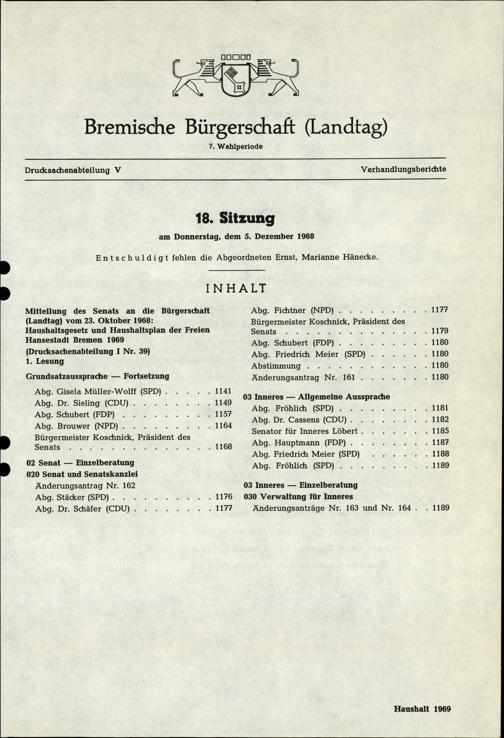 Bremische Bürgerschaft (Landtag)
7. Wahlperiode
Drucksachenabteilung V
Verhandlungsberichte
18. Sitzung
am Donnerstag, dem 5. Dezember 1968
Entschuldigt fehlen die Abgeordneten Ernst, Marianne Hänecke.
INHALT
Mitteilung des Senats an die Bürgerschaft
(Landtag) vom 23. Oktober 1968:
Haushaltsgesetz und Haushaltsplan der Freien
Hansestadt Bremen 1969
(Drucksachenabteilung I Nr. 39)
1. Lesung
Grundsatzaussprache — Fortsetzung
Abg. Gisela Müller-Wolff (SPD) . . . . . 1141
Abg. Dr. Sieling (CDU) . . . . . . . . 1149
Abg. Schubert (FDP) . . . . . . . . . 1157
Abg. Brouwer (NPD) . . . . . . . . . 1164
Bürgermeister Koschnick, Präsident des
Senats . . . . . . . . . . . . . . 1168
02 Senat — Einzelberatung
020 Senat und Senatskanzlei
Änderungsantrag Nr. 162
Abg. Stäcker (SPD) . . . . . . . . . . 1176
Abg. Dr. Schäfer (CDU) . . . . . . . . 1177
Abg. Fichtner (NPD) . . . . . . . . . 1177
Bürgermeister Koschnick, Präsident des
Senats . . . . . . . . . . . . . . 1179
Abg. Schubert (FDP) . . . . . . . . . 1180
Abg. Friedrich Meier (SPD) . . . . . . 1180
Abstimmung . . . . . . . . . . . . . 1180
Änderungsantrag Nr. 161 . . . . . . . 1180
03 Inneres — Allgemeine Aussprache
Abg. Fröhlich (SPD) . . . . . . . . . 1181
Abg. Dr. Cassens (CDU) . . . . . . . . 1182
Senator für Inneres Löbert . . . . . . . 1185
Abg. Hauptmann (FDP) . . . . . . . . 1187
Abg. Friedrich Meier (SPD) . . . . . . 1188
Abg. Fröhlich (SPD) . . . . . . . . . 1189
03 Inneres — Einzelberatung
030 Verwaltung für Inneres
Änderungsanträge Nr. 163 und Nr. 164 . . 1189
Haushalt 1969